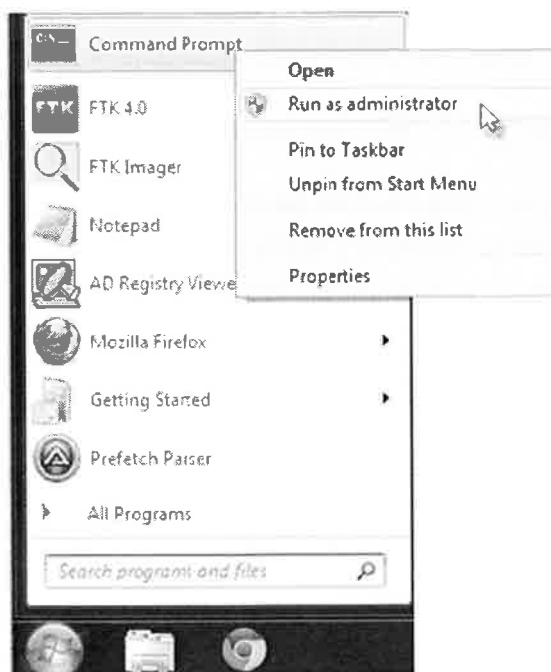 C:\_
Command Prompt
Open
Run as administrator
Pin to Taskbar
Unpin from Start Menu
Remove from this list
Properties
FTK
FTK 4.0
FTK Imager
Notepad
AD Registry Viewe
Mozilla Firefox
Getting Started
Prefetch Parser
All Programs
Search programs and files